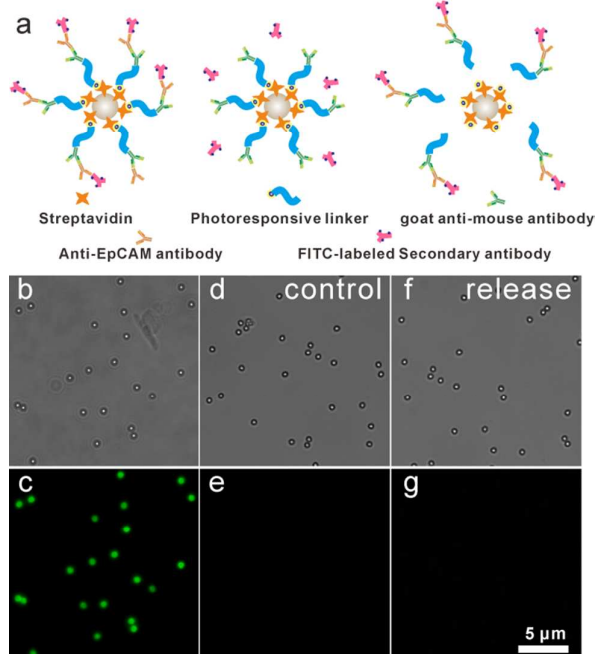 a
Streptavidin Photoresponsive linker goat anti-mouse antibody
Anti-EpCAM antibody FITC-labeled Secondary antibody
b d control f release
c e g
5 μm